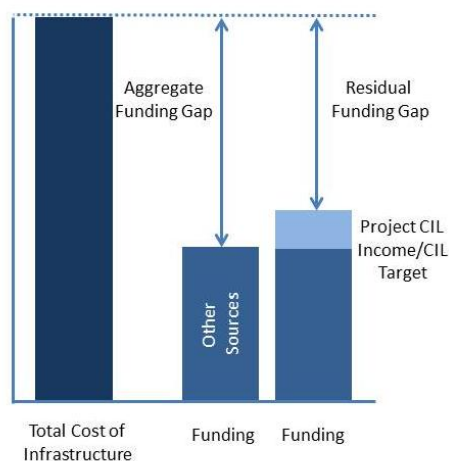 Aggregate
Funding Gap
Residual
Funding Gap
Project CIL
Income/CIL
Target
Other
Sources
Total Cost of
Infrastructure
Funding
Funding